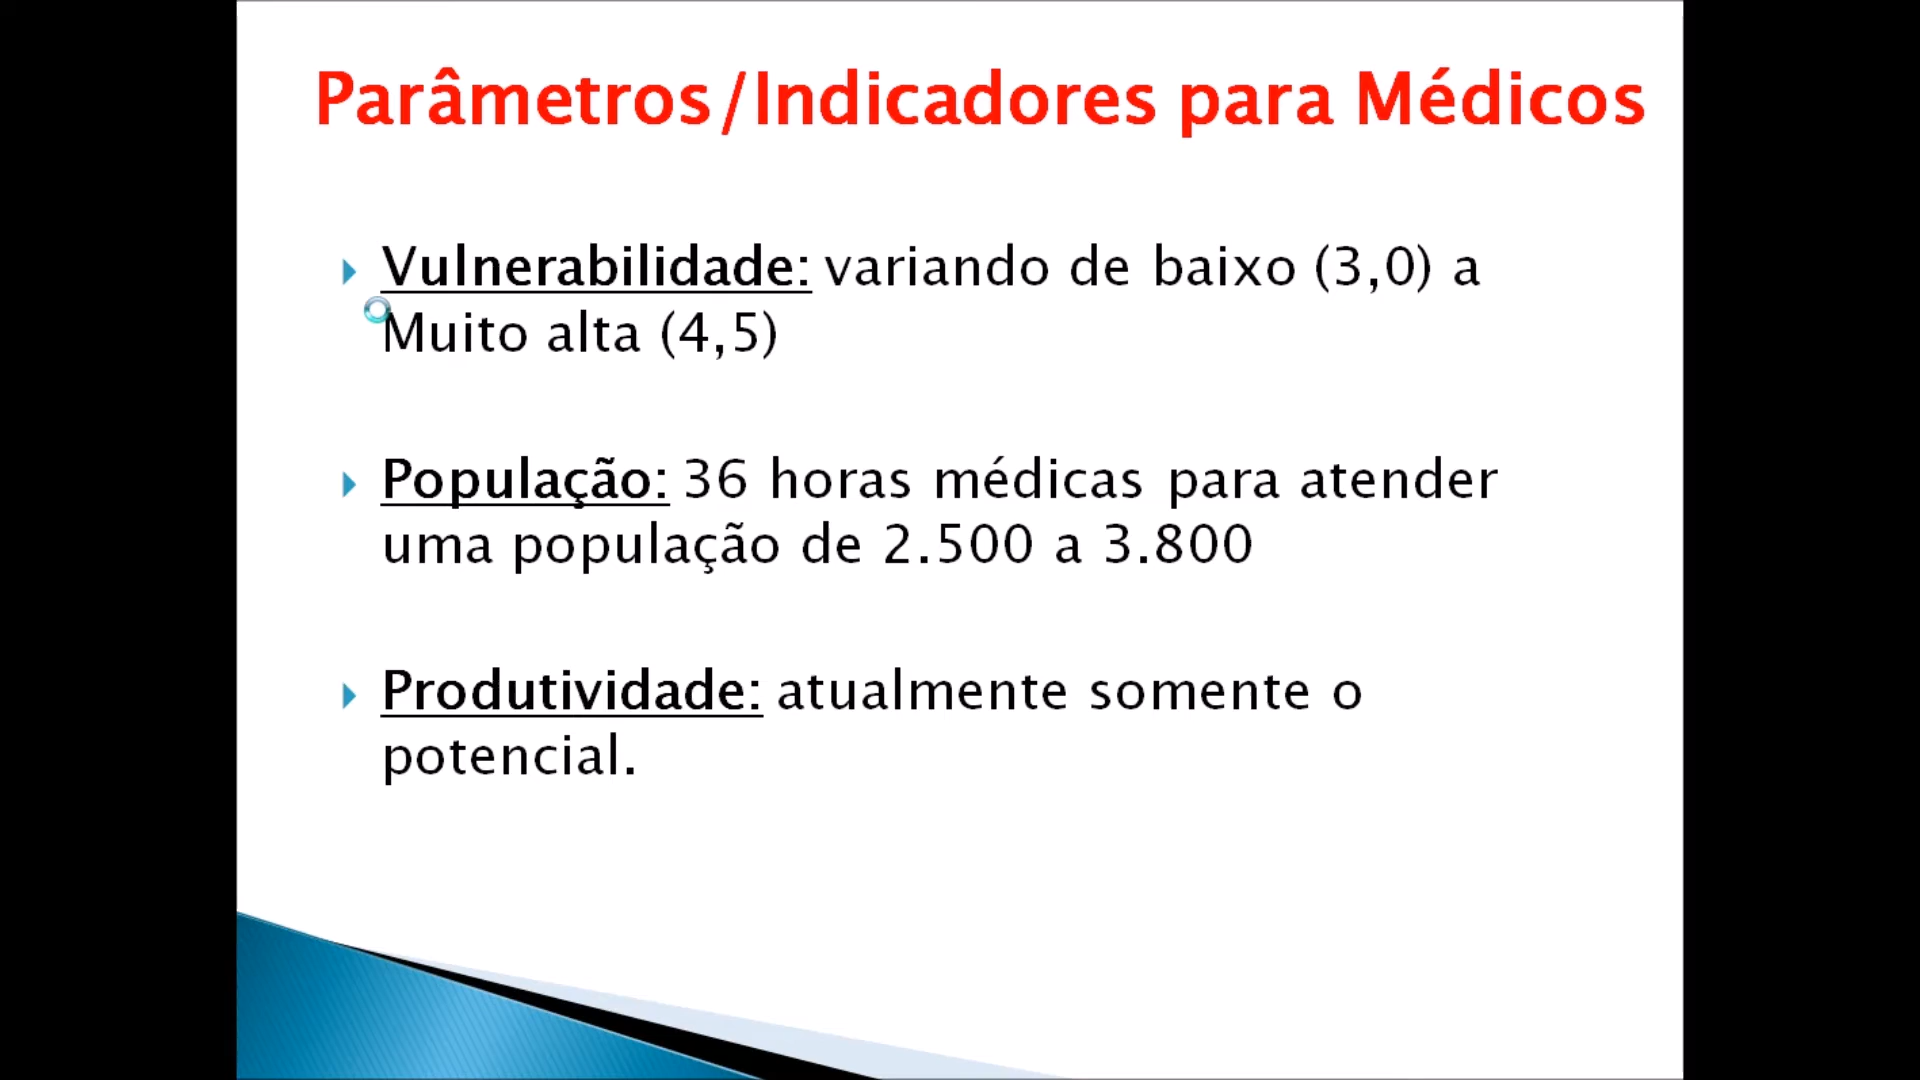 Parâmetros/Indicadores para Médicos
Vulnerabilidade: variando de baixo (3,0) a
Muito alta (4,5)
População: 36 horas médicas para atender
uma população de 2.500 a 3.800
Produtividade: atualmente somente o
potencial.